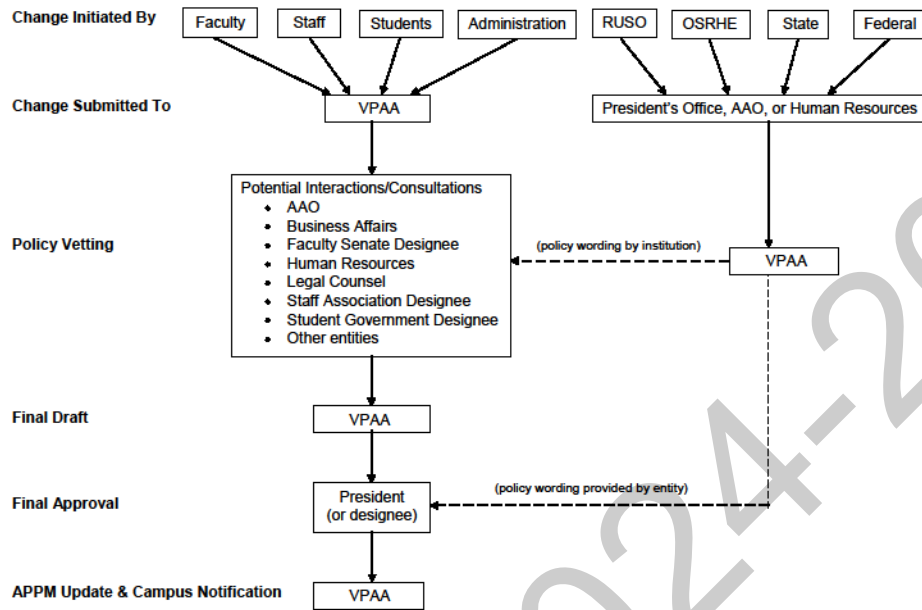 Change Initiated By
Faculty
Staff
Students
Administration
RUSO
OSRHE
State
Federal
Change Submitted To
VPAA
President's Office, AAO, or Human Resources
Potential Interactions/Consultations
AAO
Business Affairs
Faculty Senate Designee
Human Resources
Legal Counsel
Staff Association Designee
Student Government Designee
Other entities
Policy Vetting
(policy wording by institution)
VPAA
Final Draft
VPAA
Final Approval
President
(or designee)
(policy wording provided by entity)
APPM Update & Campus Notification
VPAA